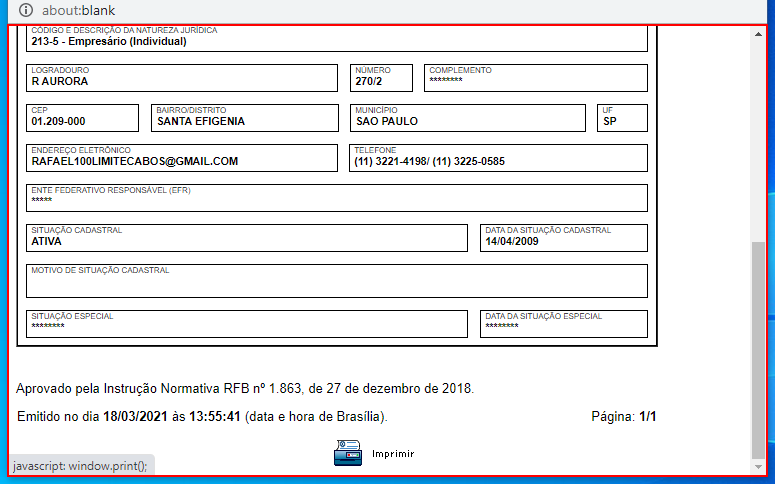 about:blank
CÓDIGO E DESCRIÇÃO DA NATUREZA JURÍDICA
213-5 - Empresário (Individual)
LOGRADOURO NÚMERO COMPLEMENTO
R AURORA 270/2 ********
CEP BAIRRO/DISTRITO MUNICÍPIO UF
01.209-000 SANTA EFIGENIA SAO PAULO SP
ENDEREÇO ELETRÔNICO TELEFONE
RAFAEL100LIMITECABOS@GMAIL.COM (11) 3221-4198/ (11) 3225-0585
ENTE FEDERATIVO RESPONSÁVEL (EFR)
*****
SITUAÇÃO CADASTRAL DATA DA SITUAÇÃO CADASTRAL
ATIVA 14/04/2009
MOTIVO DE SITUAÇÃO CADASTRAL
SITUAÇÃO ESPECIAL DATA DA SITUAÇÃO ESPECIAL
******** ********
Aprovado pela Instrução Normativa RFB nº 1.863, de 27 de dezembro de 2018.
Emitido no dia 18/03/2021 às 13:55:41 (data e hora de Brasília). Página: 1/1
Imprimir
javascript: window.print();